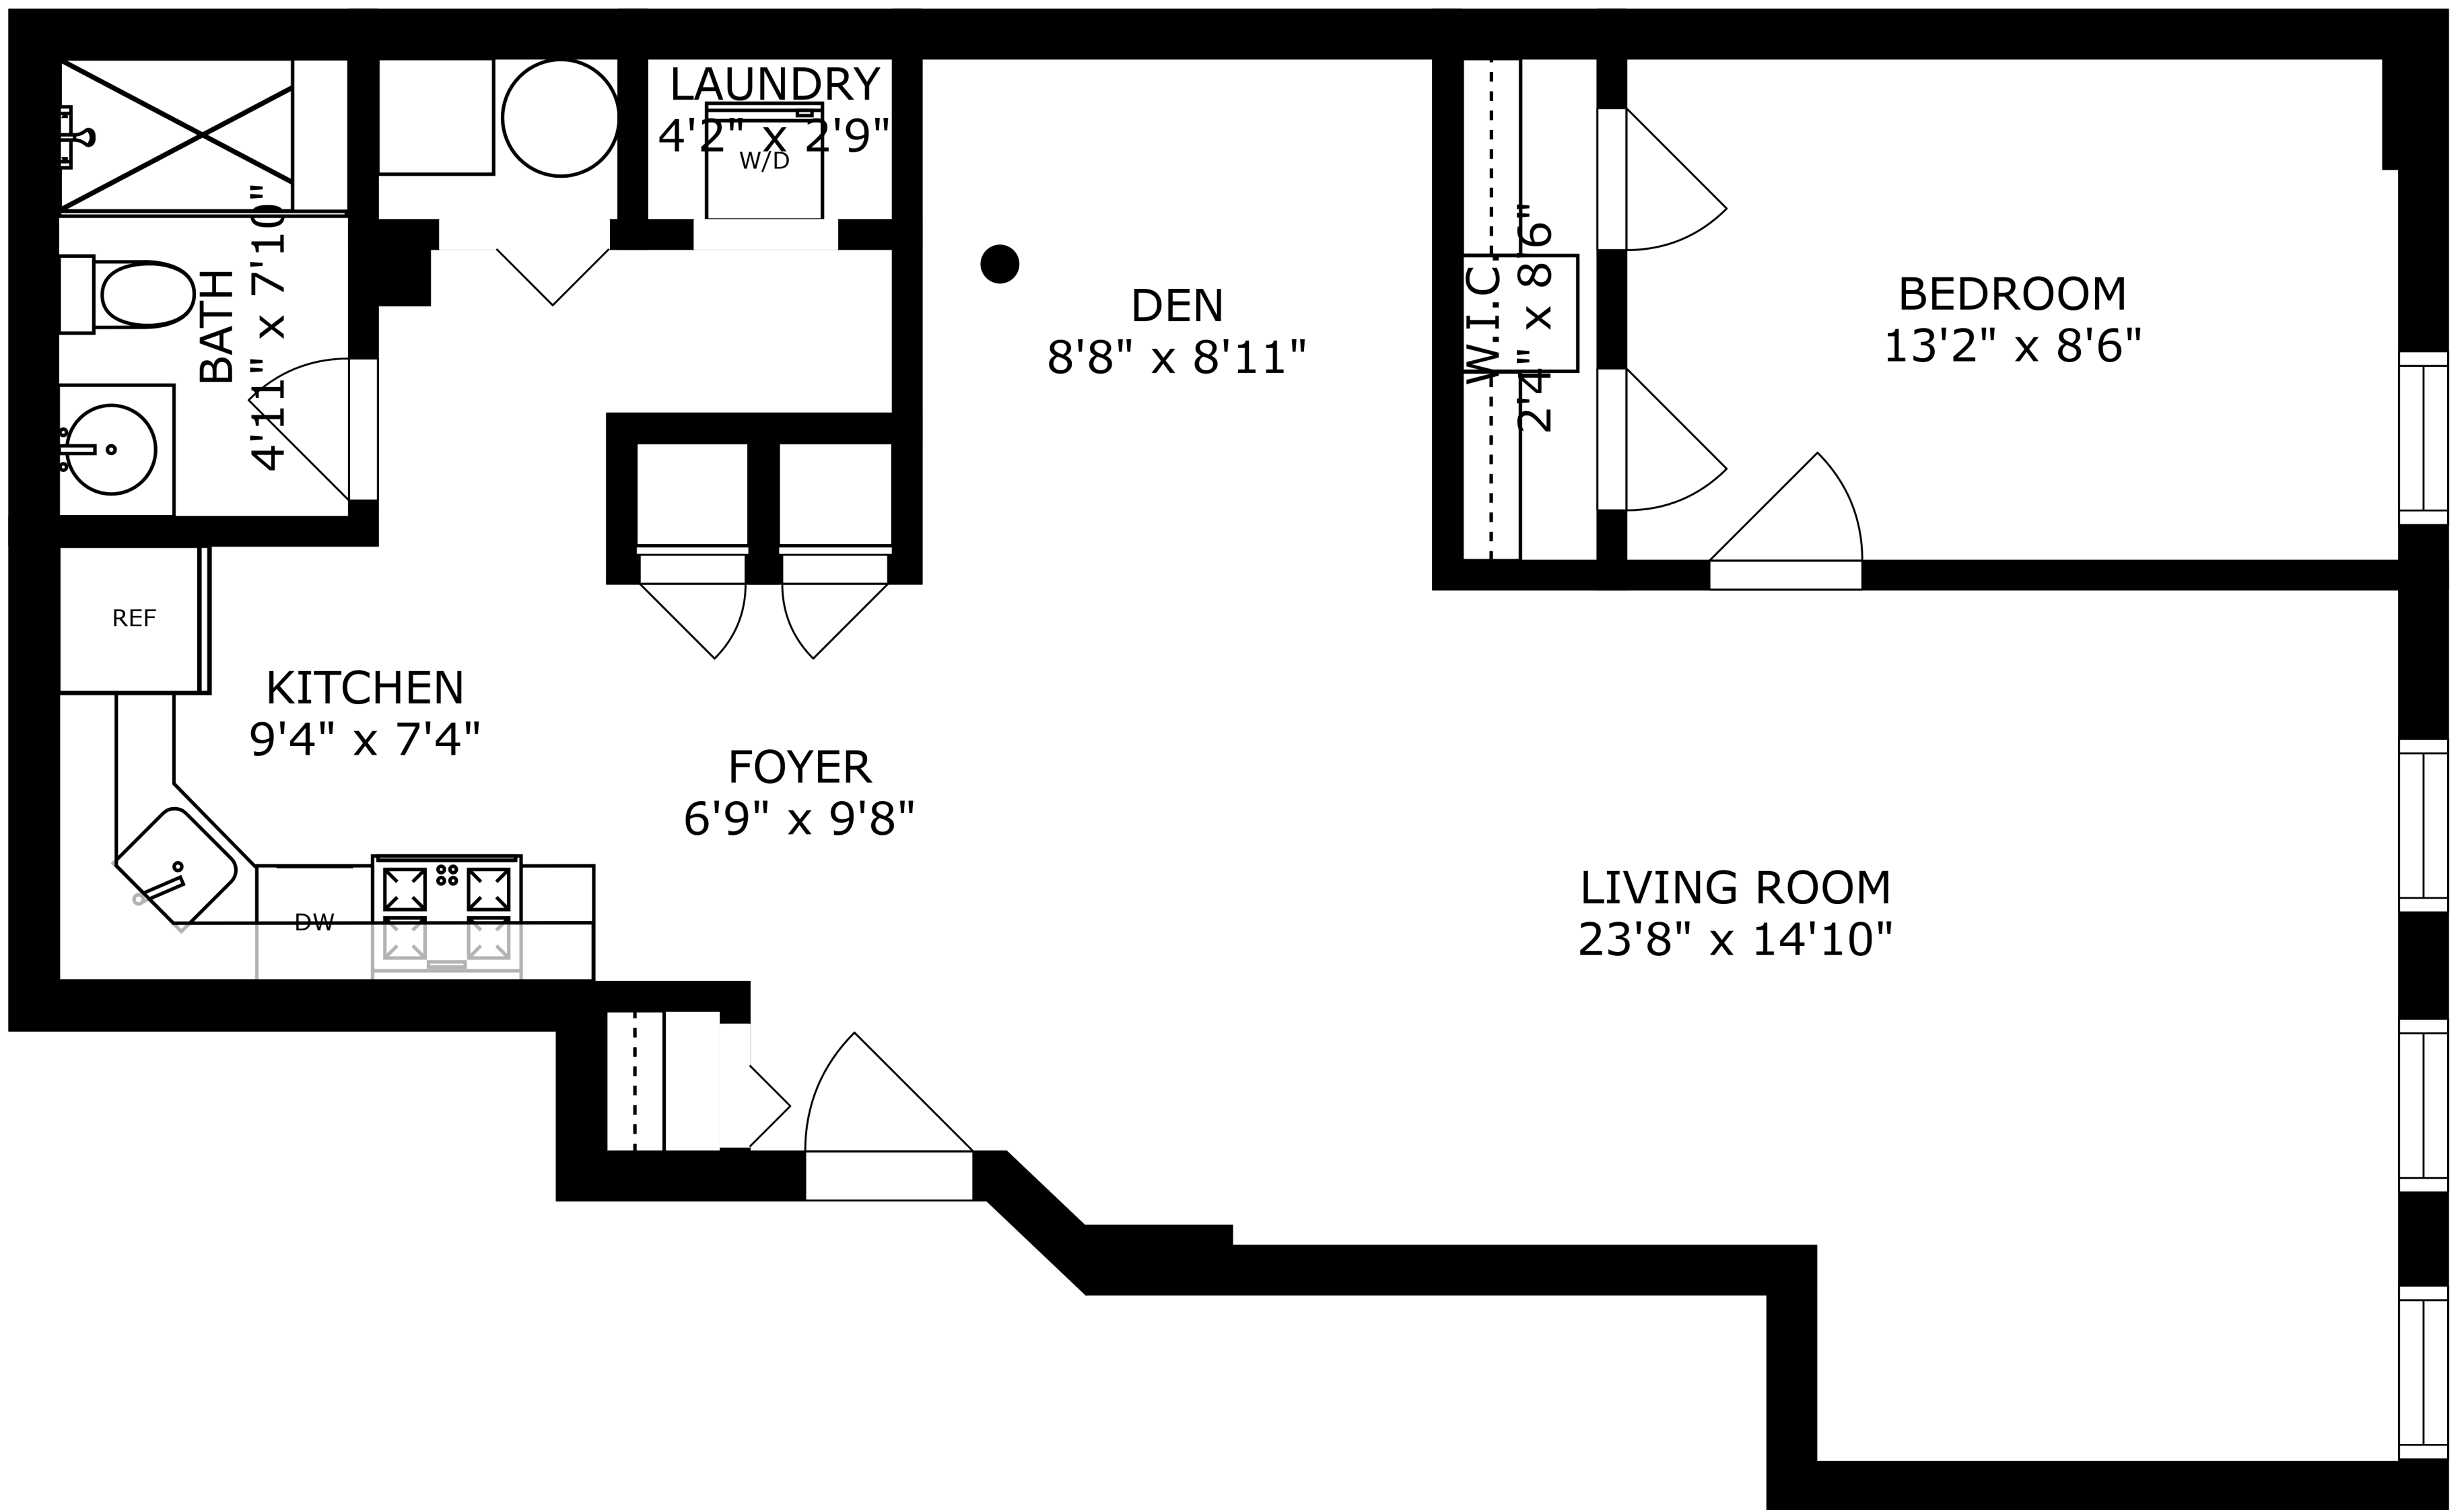 LAUNDRY
4'2" x 2'9"
W/D
BATH
4'11" x 7'10"
DEN
8'8" x 8'11"
W.I.C.
2'4" x 8'6"
BEDROOM
13'2" x 8'6"
REF
KITCHEN
9'4" x 7'4"
FOYER
6'9" x 9'8"
DW
LIVING ROOM
23'8" x 14'10"